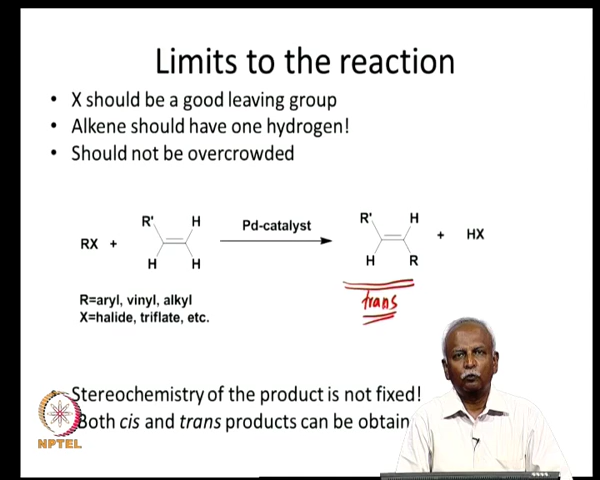 Limits to the reaction
• X should be a good leaving group
• Alkene should have one hydrogen!
• Should not be overcrowded
R' H R' H
RX + Pd-catalyst + HX
H H H R
trans
R=aryl, vinyl, alkyl
X=halide, triflate, etc.
Stereochemistry of the product is not fixed!
Both cis and trans products can be obtain
NPTEL